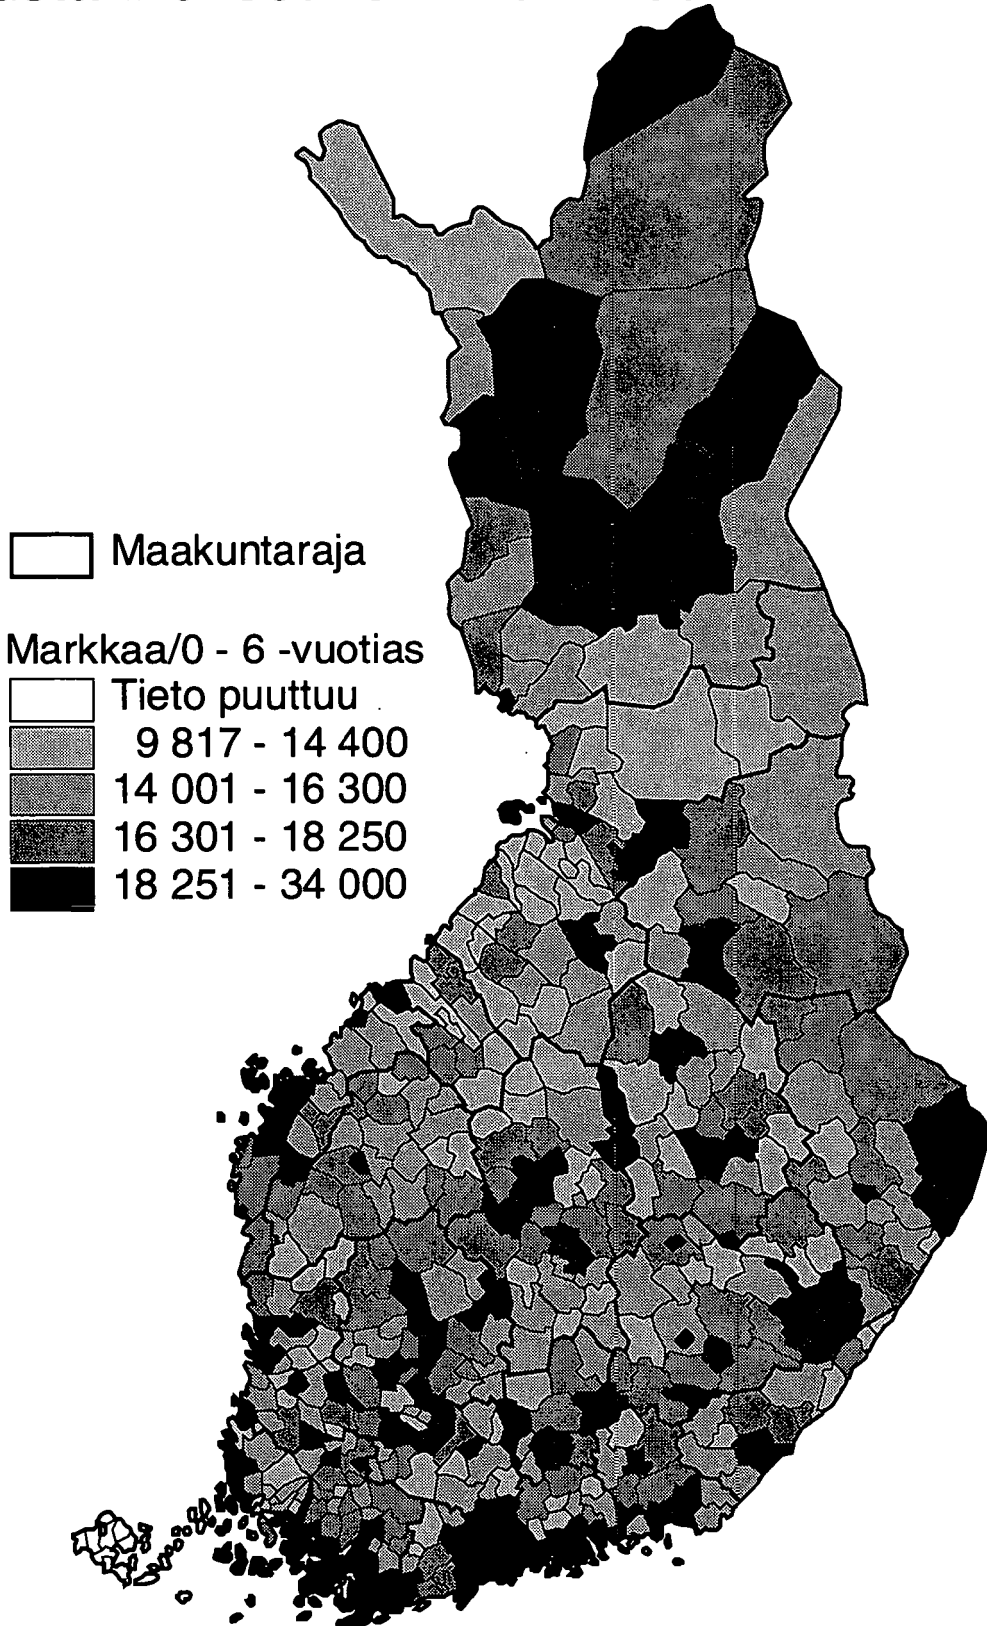 Maakuntaraja
Markkaa/0 - 6 -vuotias
Tieto puuttuu
9 817 - 14 400
14 001 - 16 300
16 301 - 18 250
18 251 - 34 000